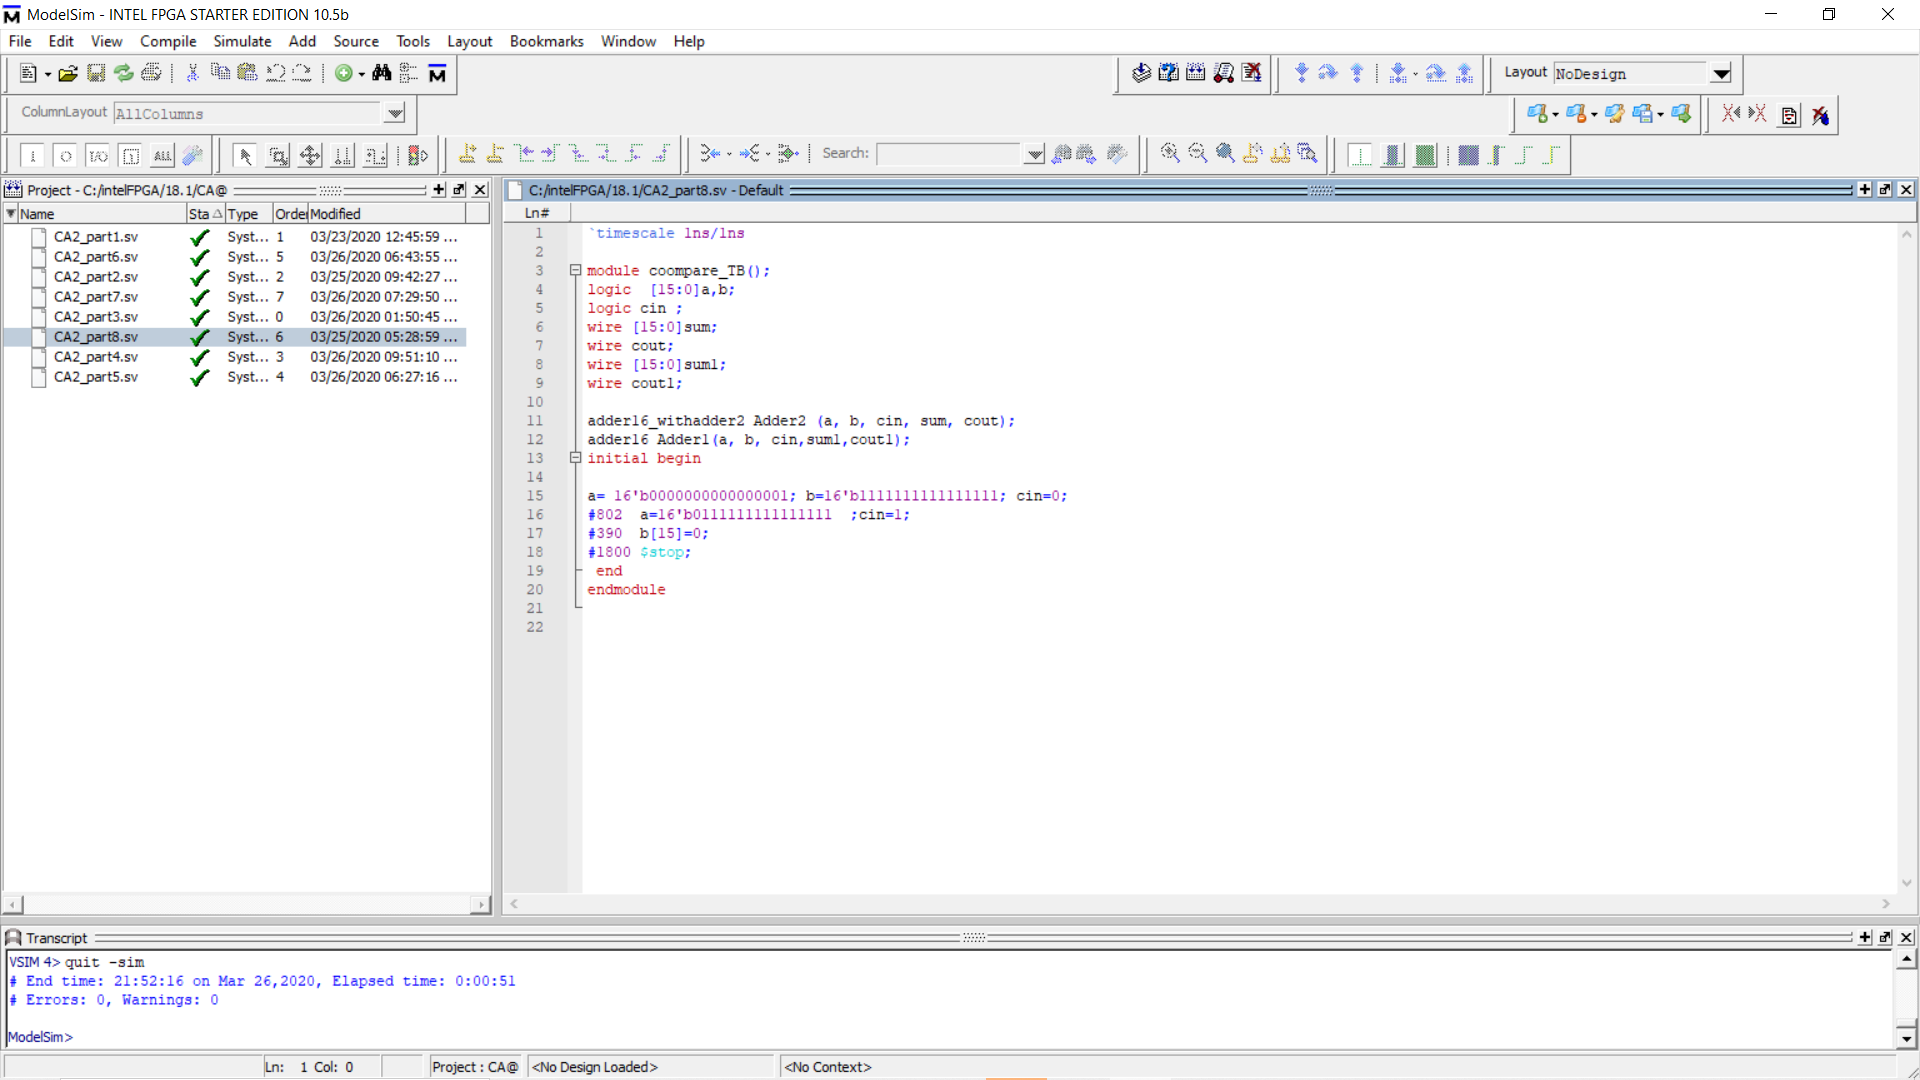 ModelSim - INTEL FPGA STARTER EDITION 10.5b
File Edit View Compile Simulate Add Source Tools Layout Bookmarks Window Help
Layout NoDesign
ColumnLayout AllColumns
Search:
Project - C:/intelFPGA/18.1/CA@
Name Sta Type Order Modified
CA2_part1.sv Syst... 1 03/23/2020 12:45:59 ...
CA2_part6.sv Syst... 5 03/26/2020 06:43:55 ...
CA2_part2.sv Syst... 2 03/25/2020 09:42:27 ...
CA2_part7.sv Syst... 7 03/26/2020 07:29:50 ...
CA2_part3.sv Syst... 0 03/26/2020 01:50:45 ...
CA2_part8.sv Syst... 6 03/25/2020 05:28:59 ...
CA2_part4.sv Syst... 3 03/26/2020 09:51:10 ...
CA2_part5.sv Syst... 4 03/26/2020 06:27:16 ...
C:/intelFPGA/18.1/CA2_part8.sv - Default
Ln#
1 `timescale 1ns/1ns
2
3 module coompare_TB();
4 logic  [15:0]a,b;
5 logic cin ;
6 wire [15:0]sum;
7 wire cout;
8 wire [15:0]sum1;
9 wire cout1;
10
11 adder16_withadder2 Adder2 (a, b, cin, sum, cout);
12 adder16 Adder1(a, b, cin,sum1,cout1);
13 initial begin
14
15 a= 16'b0000000000000001; b=16'b1111111111111111; cin=0;
16 #802  a=16'b0111111111111111  ;cin=1;
17 #390  b[15]=0;
18 #1800 $stop;
19  end
20 endmodule
21
22
Transcript
VSIM 4> quit -sim
# End time: 21:52:16 on Mar 26,2020, Elapsed time: 0:00:51
# Errors: 0, Warnings: 0
ModelSim>
Ln: 1 Col: 0 Project : CA@ <No Design Loaded> <No Context>